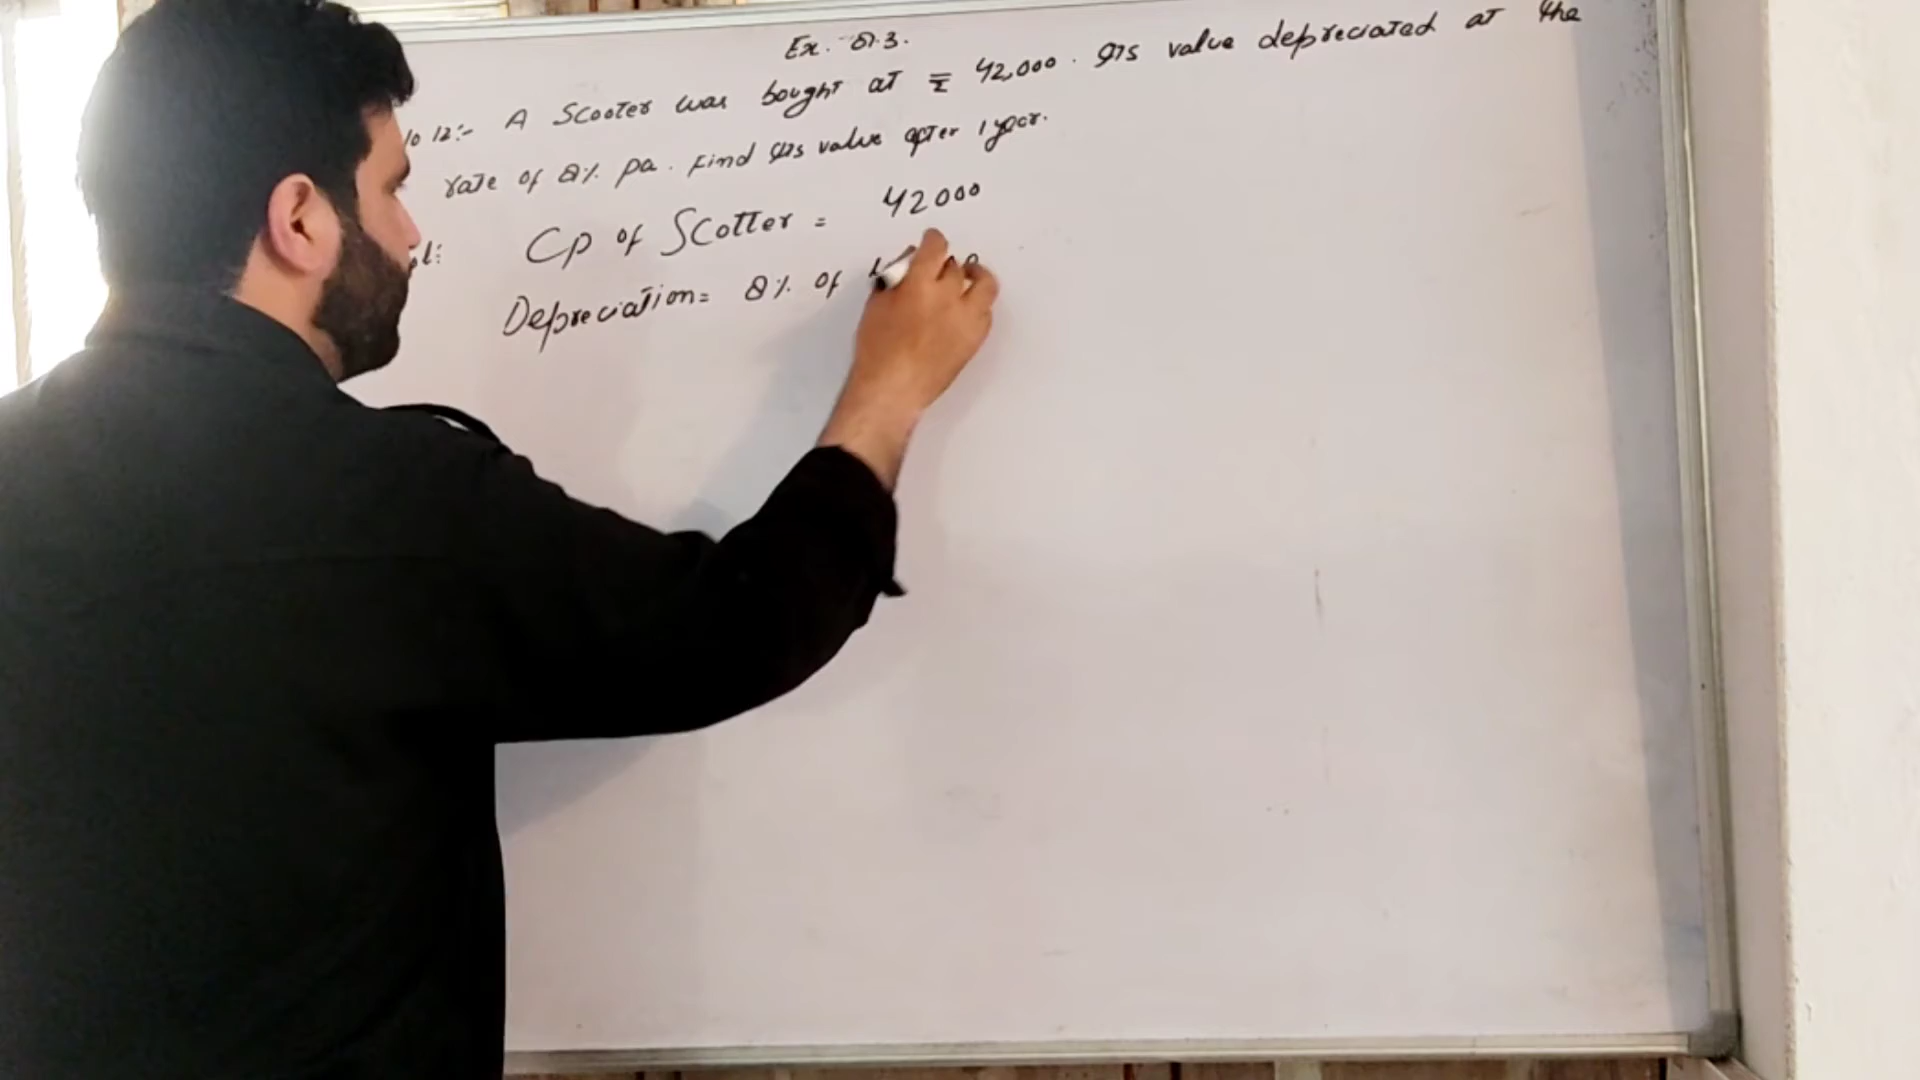 Ex. 8.3.
12:- A Scooter was bought at ₹ 42,000. Its value depreciated at the
rate of 8% pa. Find Its value after 1 year.
Cp of Scotter = 42000
Depreciation= 8% of